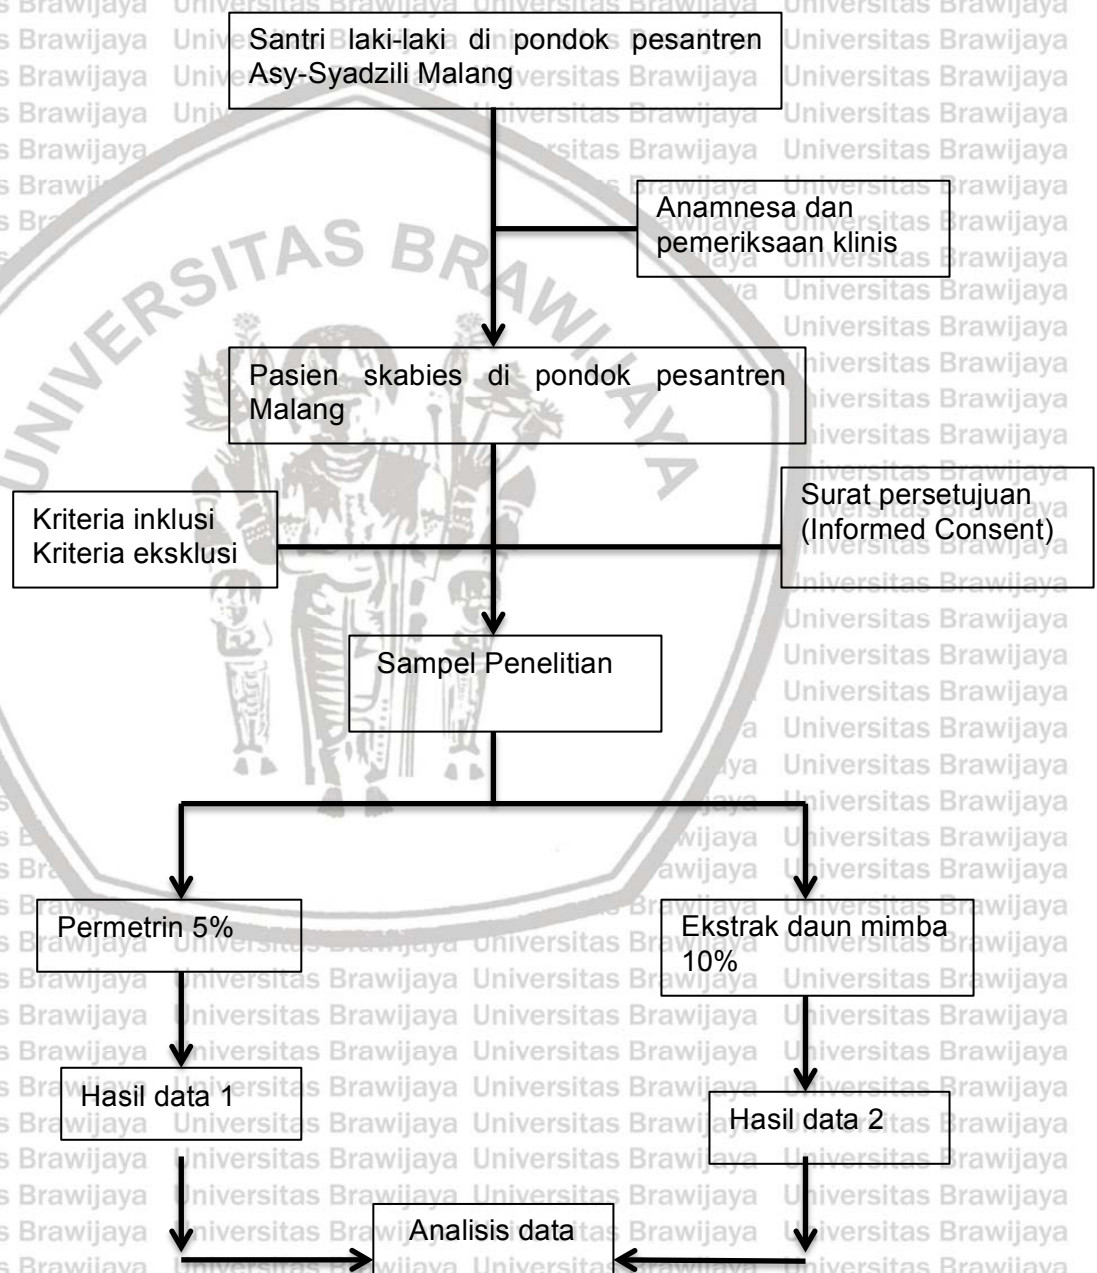 Santri laki-laki di pondok pesantren
Asy-Syadzili Malang
Anamnesa dan
pemeriksaan klinis
Pasien skabies di pondok pesantren
Malang
Kriteria inklusi
Kriteria eksklusi
Surat persetujuan
(Informed Consent)
Sampel Penelitian
Permetrin 5%
Ekstrak daun mimba
10%
Hasil data 1
Hasil data 2
Analisis data
UNIVERSITAS BRAWIJAYA